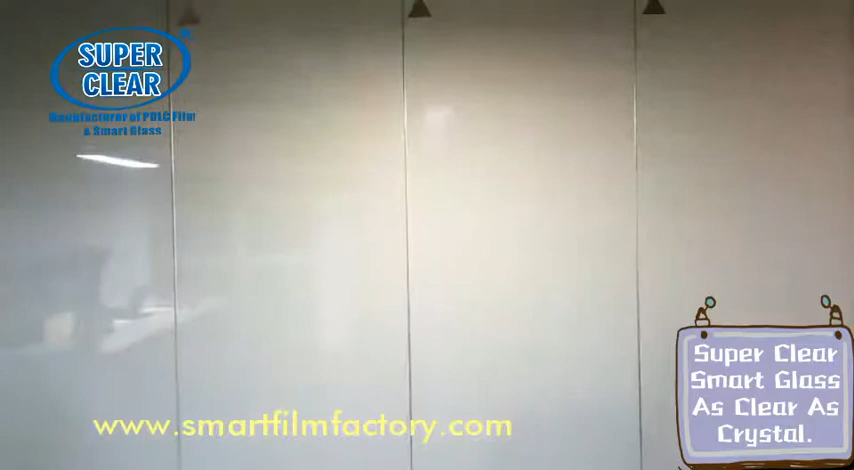 SUPER
CLEAR
Manufacturer of PDLC Film
& Smart Glass
www.smartfilmfactory.com
Super Clear
Smart Glass
As Clear As
Crystal.